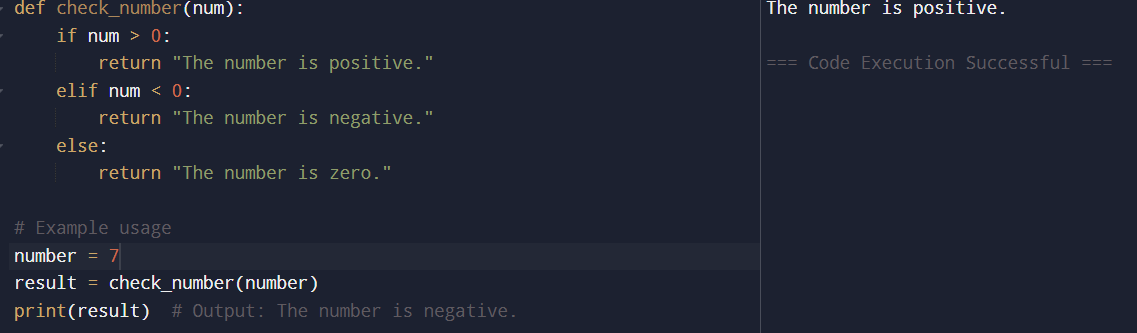 def check_number(num):
    if num > 0:
        return "The number is positive."
    elif num < 0:
        return "The number is negative."
    else:
        return "The number is zero."
# Example usage
number = 7
result = check_number(number)
print(result)  # Output: The number is negative.
The number is positive.
=== Code Execution Successful ===